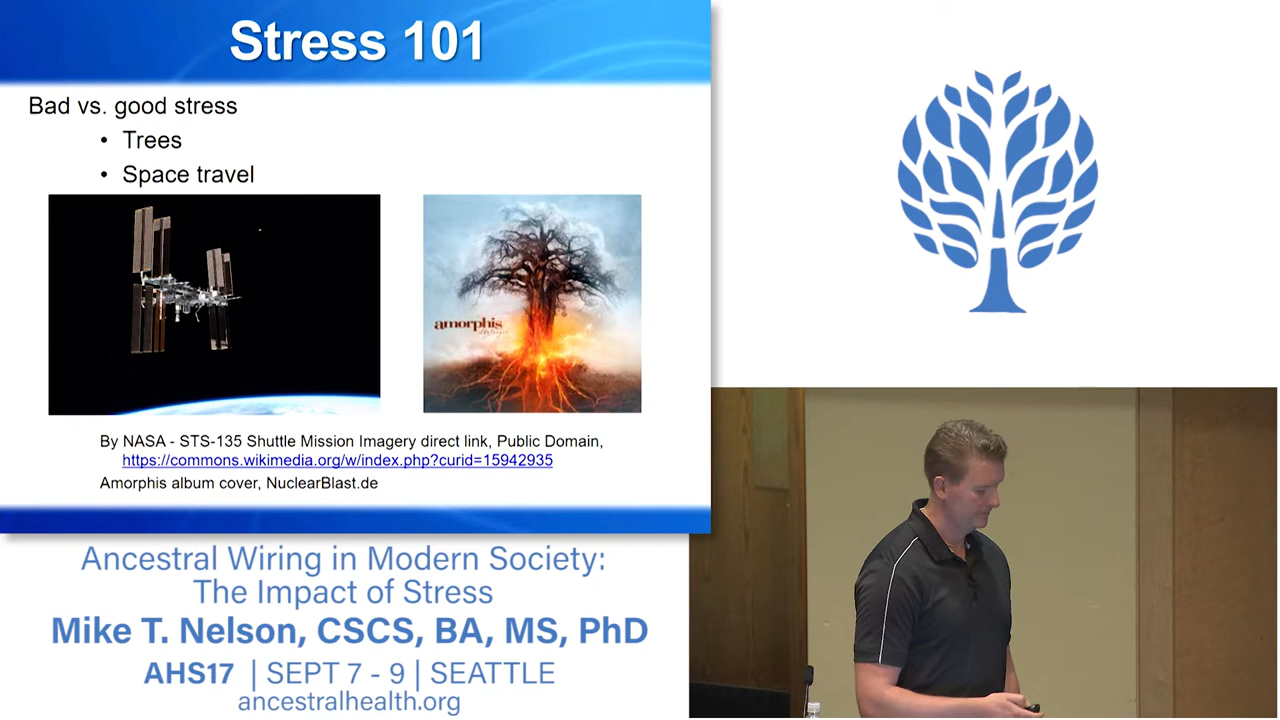 Stress 101
Bad vs. good stress
• Trees
• Space travel
amorphis
By NASA - STS-135 Shuttle Mission Imagery direct link, Public Domain,
https://commons.wikimedia.org/w/index.php?curid=15942935
Amorphis album cover, NuclearBlast.de
Ancestral Wiring in Modern Society:
The Impact of Stress
Mike T. Nelson, CSCS, BA, MS, PhD
AHS17 | SEPT 7 - 9 | SEATTLE
ancestralhealth.org